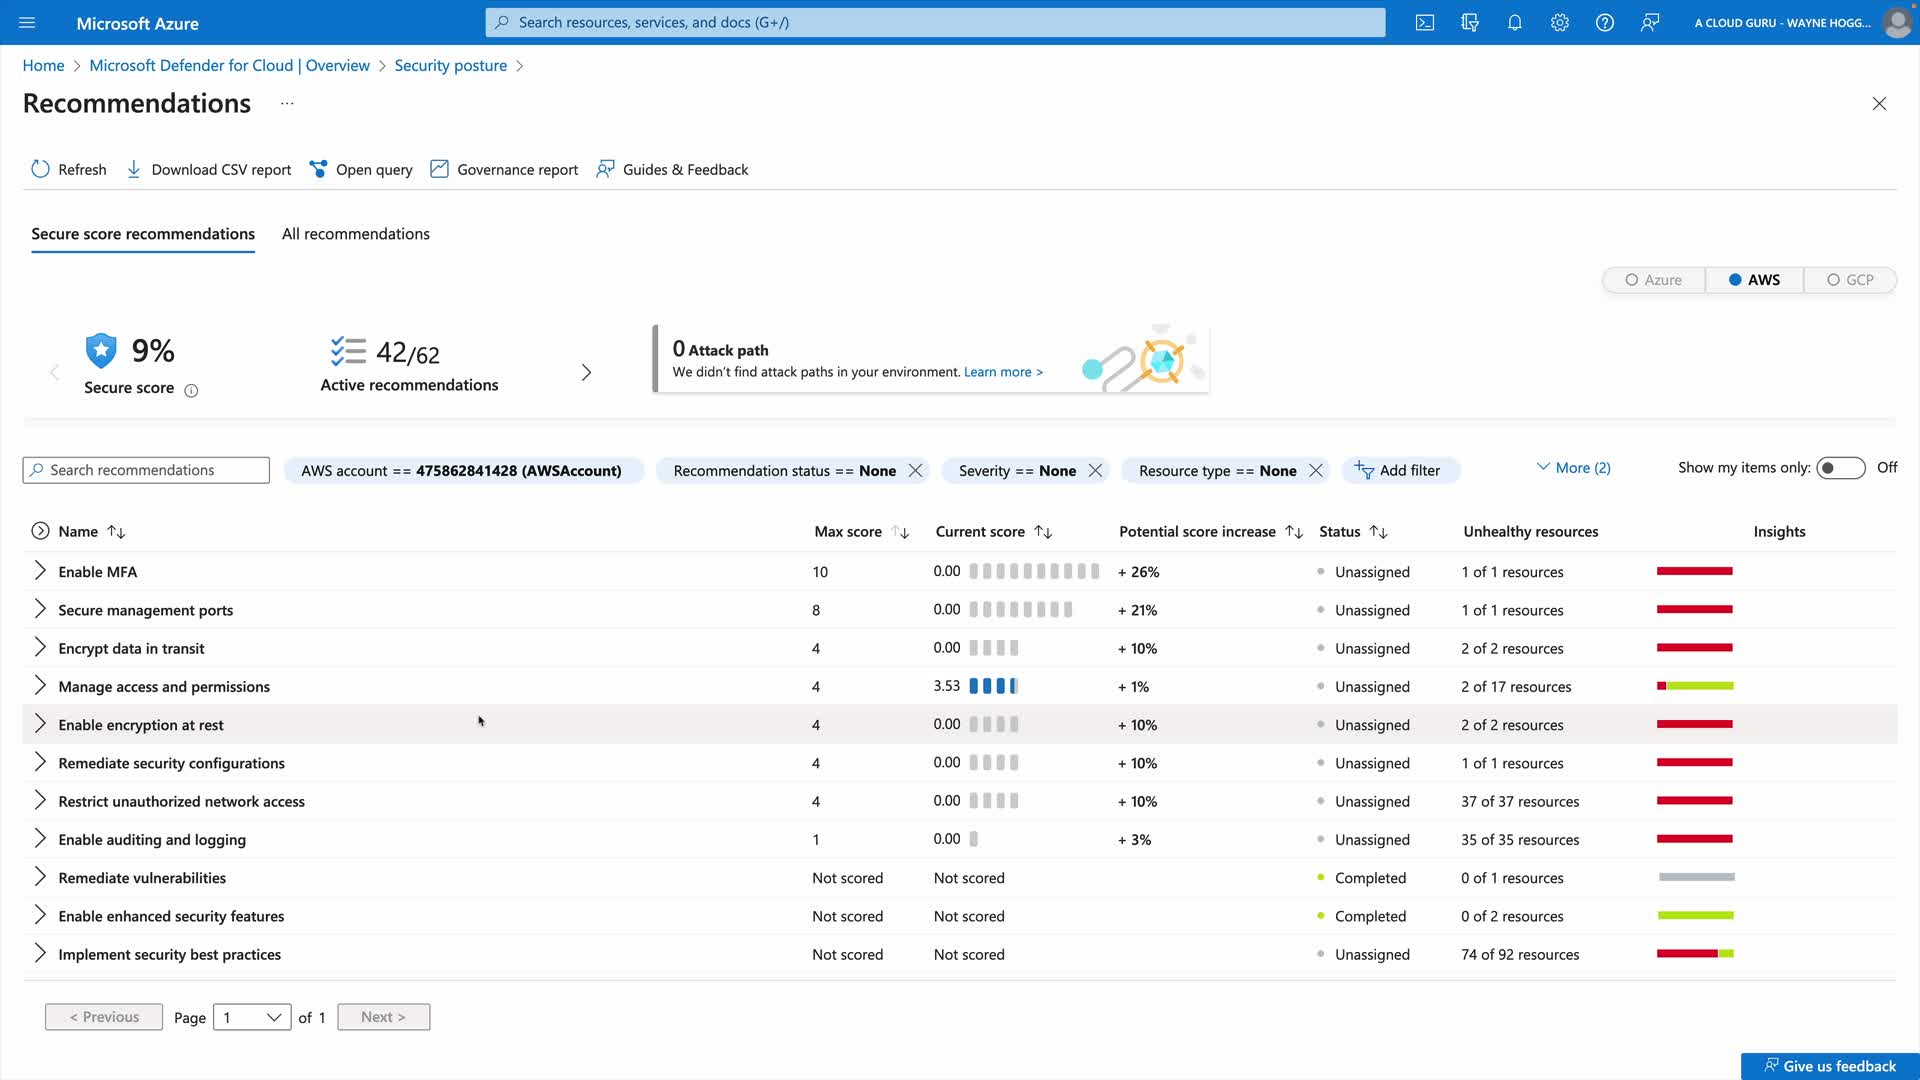 Microsoft Azure
Search resources, services, and docs (G+/)
A CLOUD GURU - WAYNE HOGG...
Home > Microsoft Defender for Cloud | Overview > Security posture >
Recommendations ...
Refresh Download CSV report Open query Governance report Guides & Feedback
Secure score recommendations All recommendations
Azure AWS GCP
9%
Secure score
42/62
Active recommendations
0 Attack path
We didn't find attack paths in your environment. Learn more >
Search recommendations AWS account == 475862841428 (AWSAccount) Recommendation status == None Severity == None Resource type == None Add filter More (2) Show my items only: Off
Name Max score Current score Potential score increase Status Unhealthy resources Insights
Enable MFA 10 0.00 + 26% Unassigned 1 of 1 resources
Secure management ports 8 0.00 + 21% Unassigned 1 of 1 resources
Encrypt data in transit 4 0.00 + 10% Unassigned 2 of 2 resources
Manage access and permissions 4 3.53 + 1% Unassigned 2 of 17 resources
Enable encryption at rest 4 0.00 + 10% Unassigned 2 of 2 resources
Remediate security configurations 4 0.00 + 10% Unassigned 1 of 1 resources
Restrict unauthorized network access 4 0.00 + 10% Unassigned 37 of 37 resources
Enable auditing and logging 1 0.00 + 3% Unassigned 35 of 35 resources
Remediate vulnerabilities Not scored Not scored Completed 0 of 1 resources
Enable enhanced security features Not scored Not scored Completed 0 of 2 resources
Implement security best practices Not scored Not scored Unassigned 74 of 92 resources
< Previous Page 1 of 1 Next >
Give us feedback